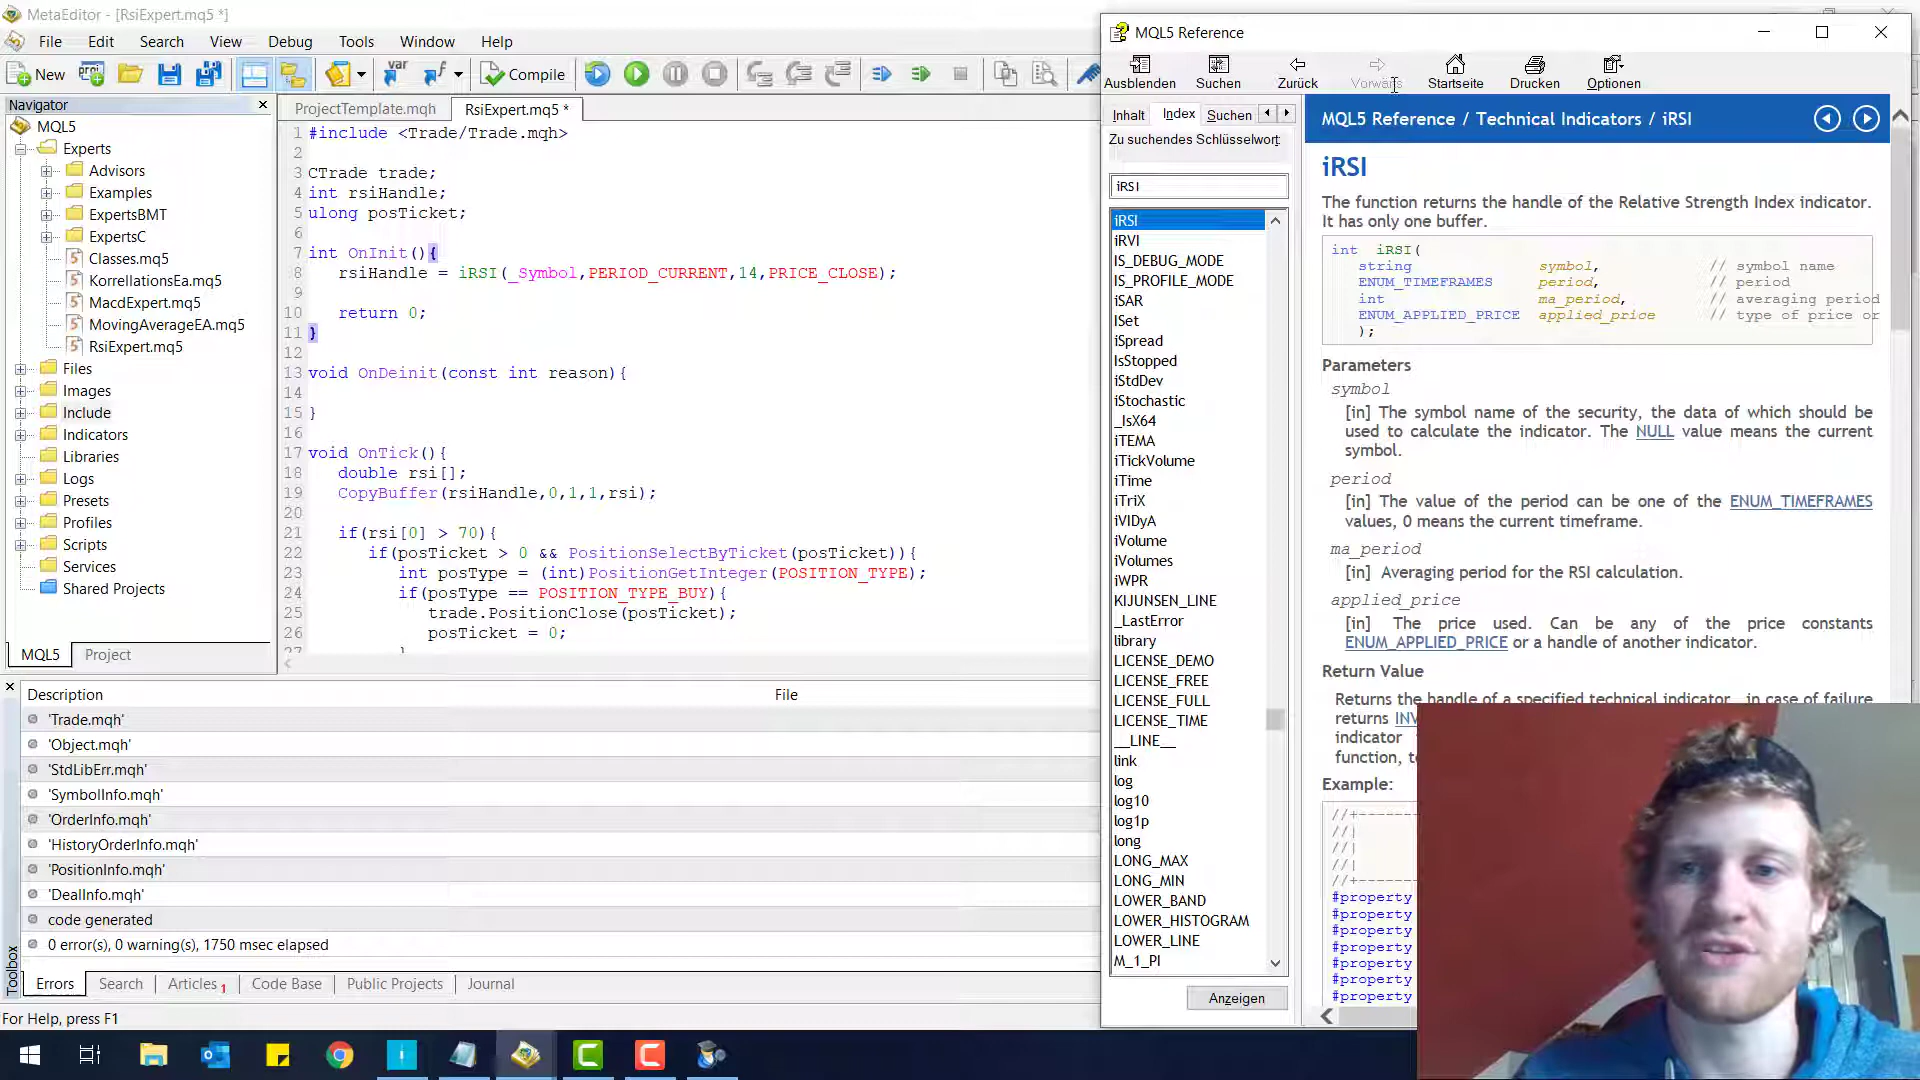 MetaEditor - [RsiExpert.mq5 *]
File Edit Search View Debug Tools Window Help
New Compile
Navigator
MQL5
Experts
Advisors
Examples
ExpertsBMT
ExpertsC
Classes.mq5
KorrellationsEa.mq5
MacdExpert.mq5
MovingAverageEA.mq5
RsiExpert.mq5
Files
Images
Include
Indicators
Libraries
Logs
Presets
Profiles
Scripts
Services
Shared Projects
MQL5 Project
ProjectTemplate.mqh RsiExpert.mq5 *
1 #include <Trade/Trade.mqh>
2
3 CTrade trade;
4 int rsiHandle;
5 ulong posTicket;
6
7 int OnInit(){
8 rsiHandle = iRSI(_Symbol,PERIOD_CURRENT,14,PRICE_CLOSE);
9
10 return 0;
11 }
12
13 void OnDeinit(const int reason){
14
15 }
16
17 void OnTick(){
18 double rsi[];
19 CopyBuffer(rsiHandle,0,1,1,rsi);
20
21 if(rsi[0] > 70){
22 if(posTicket > 0 && PositionSelectByTicket(posTicket)){
23 int posType = (int)PositionGetInteger(POSITION_TYPE);
24 if(posType == POSITION_TYPE_BUY){
25 trade.PositionClose(posTicket);
26 posTicket = 0;
27 }
Description File
'Trade.mqh'
'Object.mqh'
'StdLibErr.mqh'
'SymbolInfo.mqh'
'OrderInfo.mqh'
'HistoryOrderInfo.mqh'
'PositionInfo.mqh'
'DealInfo.mqh'
code generated
0 error(s), 0 warning(s), 1750 msec elapsed
Toolbox
Errors Search Articles 1 Code Base Public Projects Journal
For Help, press F1
MQL5 Reference
Ausblenden Suchen Zurück Vorwärts Startseite Drucken Optionen
Inhalt Index Suchen
Zu suchendes Schlüsselwort
iRSI
iRSI
iRVI
IS_DEBUG_MODE
IS_PROFILE_MODE
iSAR
ISet
iSpread
IsStopped
iStdDev
iStochastic
_IsX64
iTEMA
iTickVolume
iTime
iTriX
iVIDyA
iVolume
iVolumes
iWPR
KIJUNSEN_LINE
_LastError
library
LICENSE_DEMO
LICENSE_FREE
LICENSE_FULL
LICENSE_TIME
__LINE__
link
log
log10
log1p
long
LONG_MAX
LONG_MIN
LOWER_BAND
LOWER_HISTOGRAM
LOWER_LINE
M_1_PI
Anzeigen
MQL5 Reference / Technical Indicators / iRSI
iRSI
The function returns the handle of the Relative Strength Index indicator.
It has only one buffer.
int iRSI(
string symbol, // symbol name
ENUM_TIMEFRAMES period, // period
int ma_period, // averaging period
ENUM_APPLIED_PRICE applied_price // type of price or
);
Parameters
symbol
[in] The symbol name of the security, the data of which should be
used to calculate the indicator. The NULL value means the current
symbol.
period
[in] The value of the period can be one of the ENUM_TIMEFRAMES
values, 0 means the current timeframe.
ma_period
[in] Averaging period for the RSI calculation.
applied_price
[in] The price used. Can be any of the price constants
ENUM_APPLIED_PRICE or a handle of another indicator.
Return Value
Returns the handle of a specified technical indicator, in case of failure
returns
indicator
function,
Example:
//+------
//|
//|
//|
//+------
#property
#property
#property
#property
#property
#property
#property